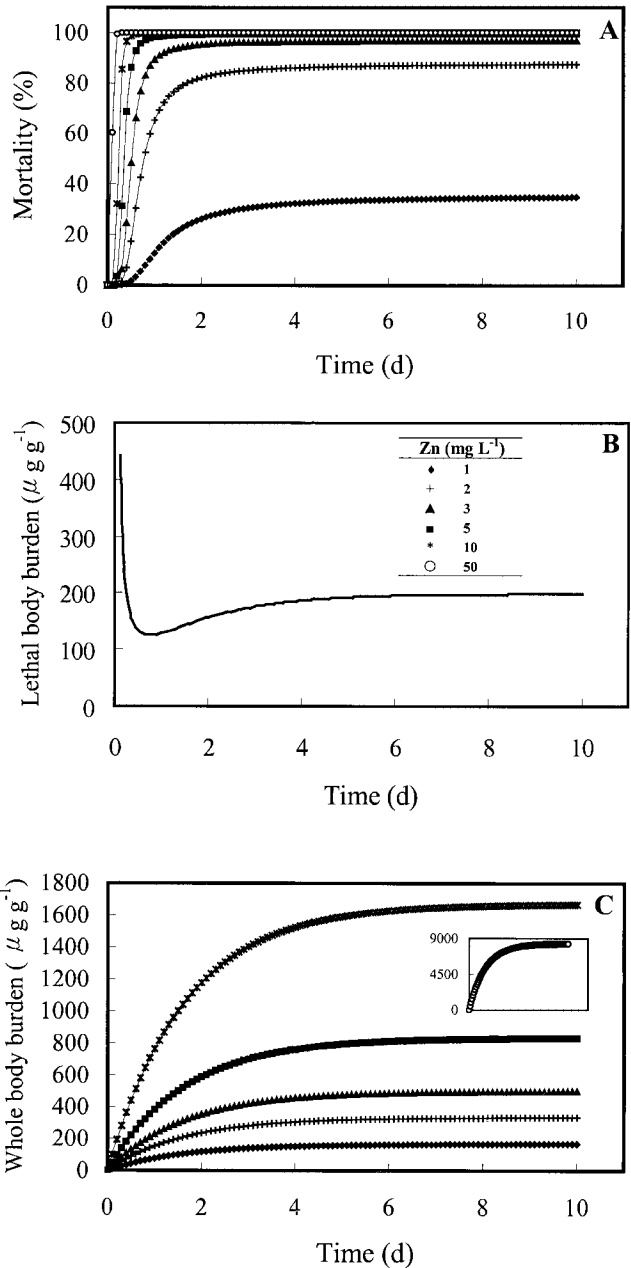 A
Mortality (%)
100
80
60
40
20
0
0 2 4 6 8 10
Time (d)
B
Lethal body burden (μ g g-1)
500
400
300
200
100
0
Zn (mg L-1)
1
2
3
5
10
50
0 2 4 6 8 10
Time (d)
C
Whole body burden ( μ g g-1)
1800
1600
1400
1200
1000
800
600
400
200
0
9000
4500
0
0 2 4 6 8 10
Time (d)